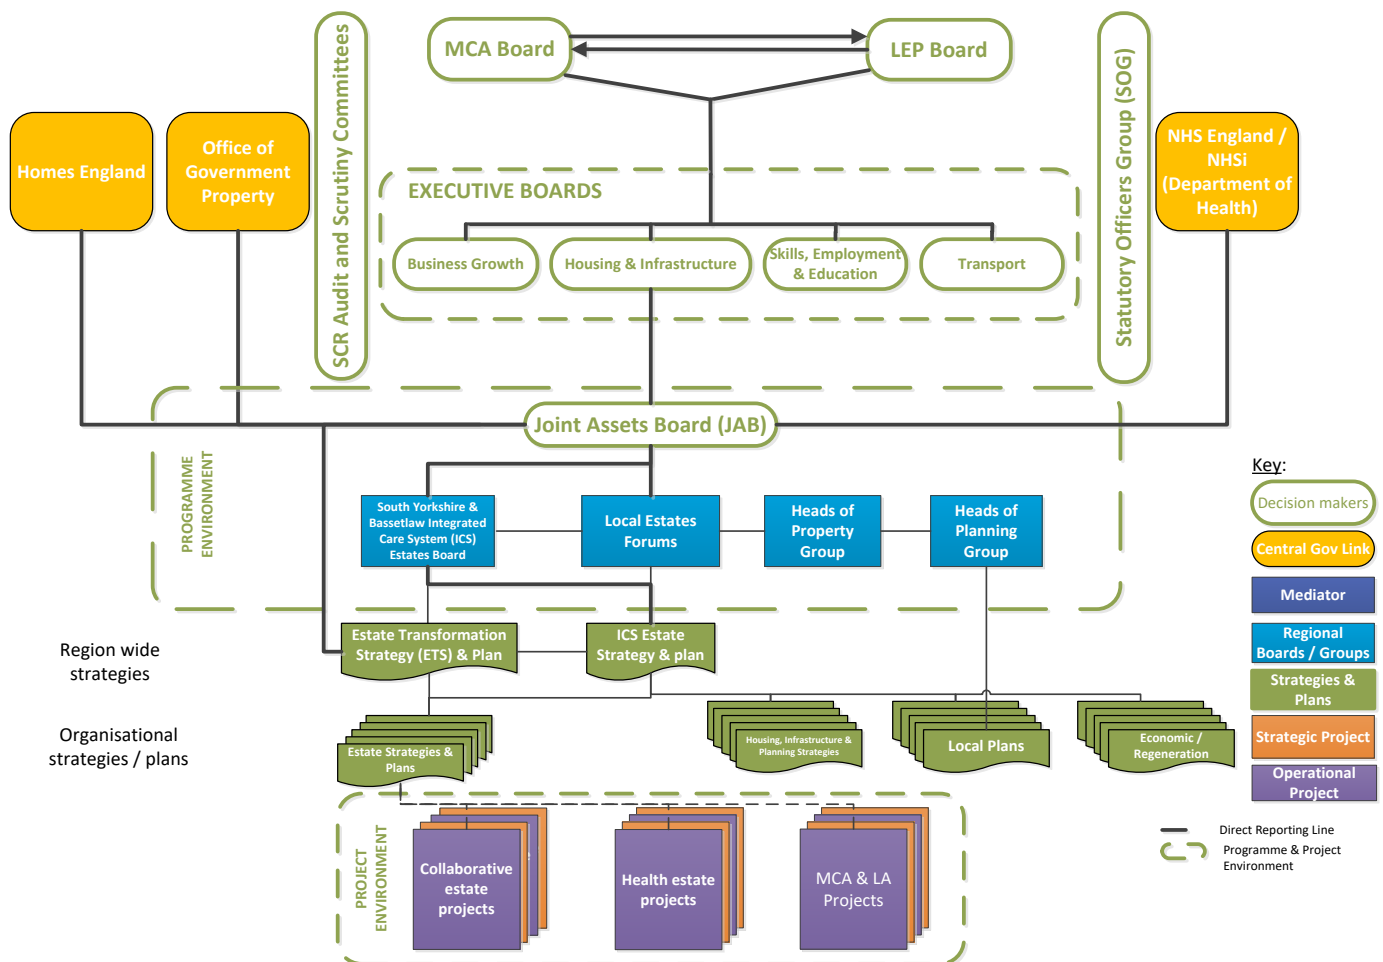 MCA Board
LEP Board
SCR Audit and Scrutiny Committees
Statutory Officers Group (SOG)
Homes England
Office of
Government
Property
NHS England /
NHSi
(Department of
Health)
EXECUTIVE BOARDS
Business Growth
Housing & Infrastructure
Skills, Employment
& Education
Transport
Joint Assets Board (JAB)
PROGRAMME
ENVIRONMENT
South Yorkshire &
Bassetlaw Integrated
Care System (ICS)
Estates Board
Local Estates
Forums
Heads of
Property
Group
Heads of
Planning
Group
Region wide
strategies
Estate Transformation
Strategy (ETS) & Plan
ICS Estate
Strategy & plan
Organisational
strategies / plans
Estate Strategies &
Plans
Housing, Infrastructure &
Planning Strategies
Local Plans
Economic /
Regeneration
PROJECT
ENVIRONMENT
Collaborative
estate
projects
Health estate
projects
MCA & LA
Projects
Key:
Decision makers
Central Gov Link
Mediator
Regional
Boards / Groups
Strategies &
Plans
Strategic Project
Operational
Project
Direct Reporting Line
Programme & Project
Environment